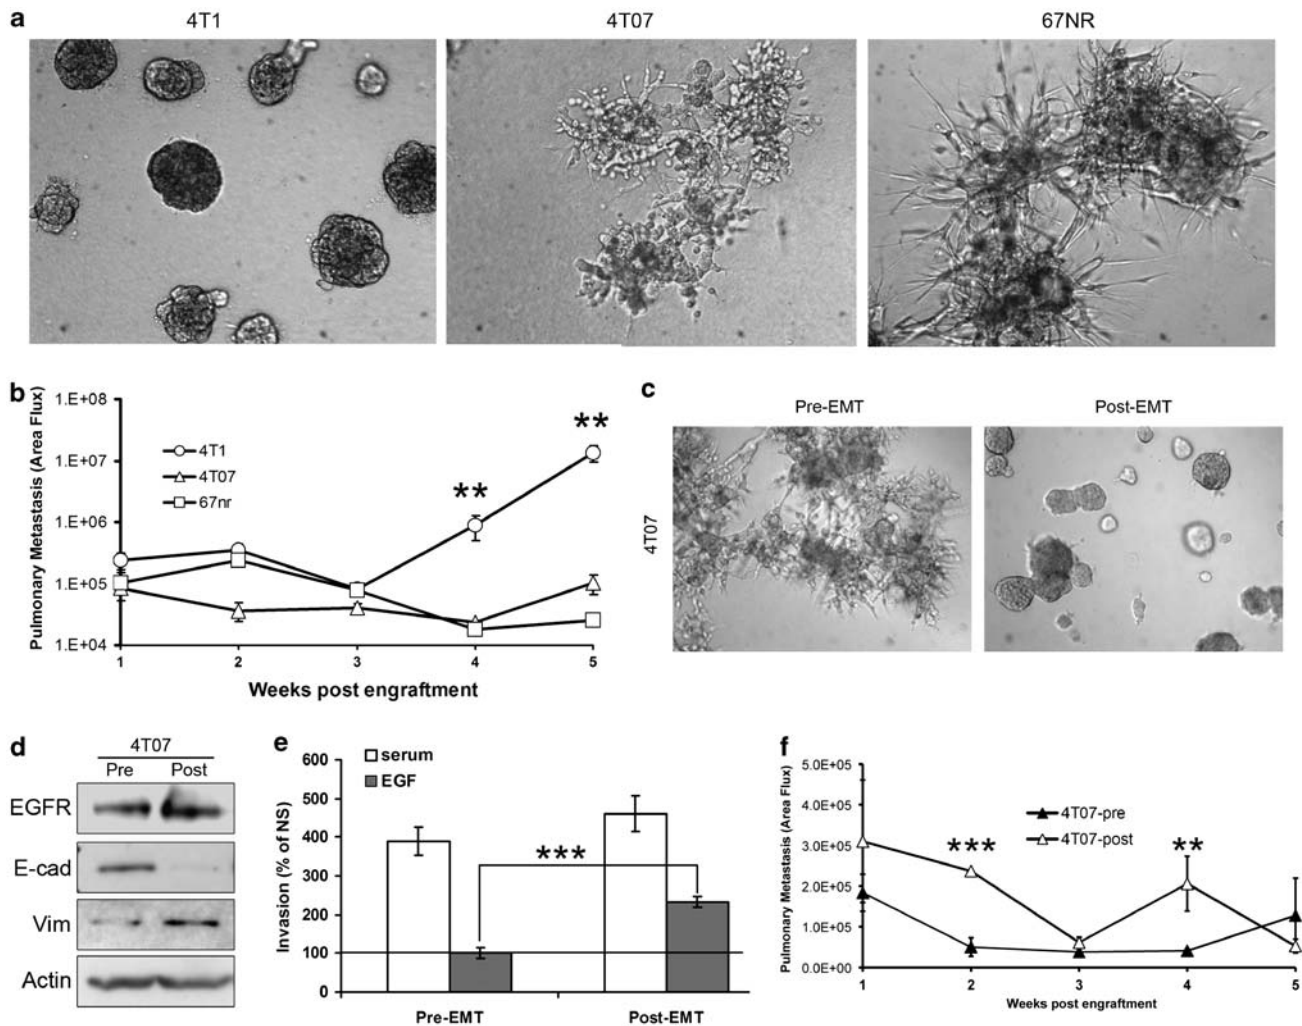 a
4T1
4T07
67NR
b
Pulmonary Metastasis (Area Flux)
1.E+08
1.E+07
1.E+06
1.E+05
1.E+04
4T1
4T07
67nr
**
**
1 2 3 4 5
Weeks post engraftment
c
Pre-EMT
Post-EMT
4T07
d
4T07
Pre Post
EGFR
E-cad
Vim
Actin
e
Invasion (% of NS)
600
500
400
300
200
100
0
serum
EGF
***
Pre-EMT
Post-EMT
f
Pulmonary Metastasis (Area Flux)
5.0E+05
4.0E+05
3.0E+05
2.0E+05
1.0E+05
0.0E+00
4T07-pre
4T07-post
***
**
1 2 3 4 5
Weeks post engraftment